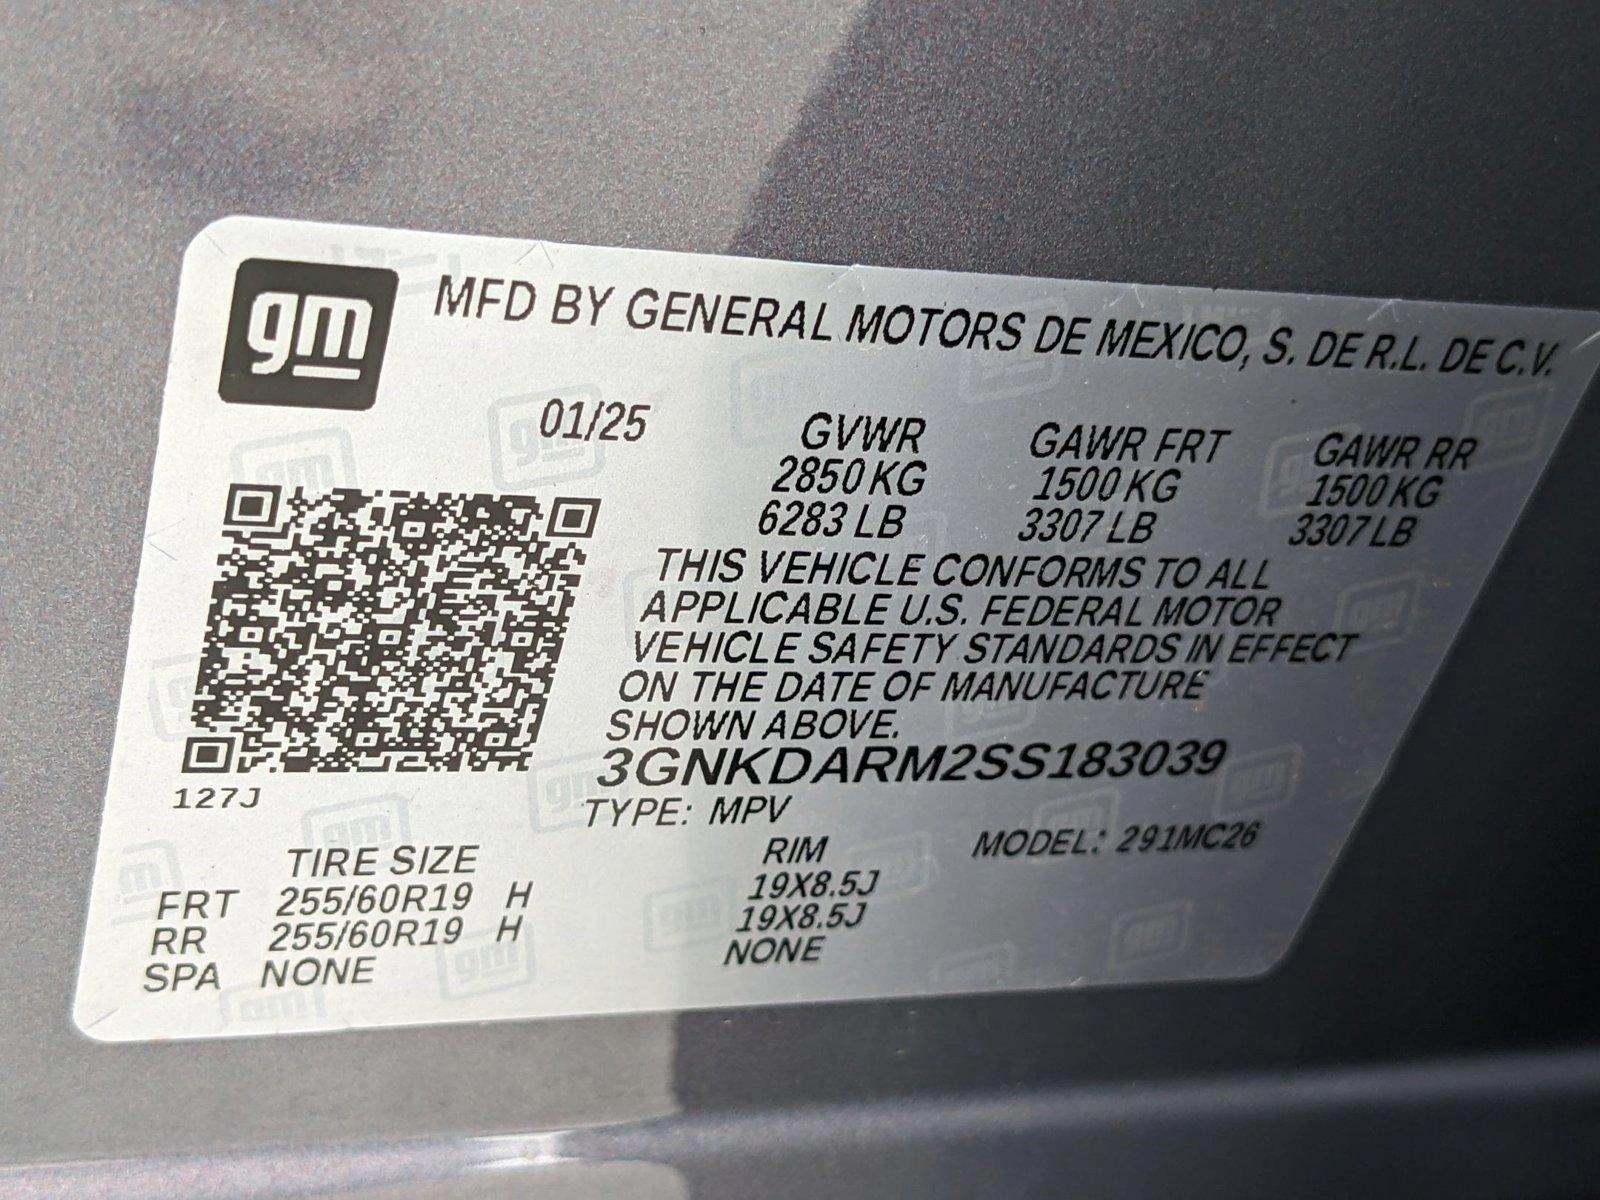 gm
MFD BY GENERAL MOTORS DE MEXICO, S. DE R.L. DE C.V.
01/25 GVWR GAWR FRT GAWR RR
2850 KG 1500 KG 1500 KG
6283 LB 3307 LB 3307 LB
THIS VEHICLE CONFORMS TO ALL
APPLICABLE U.S. FEDERAL MOTOR
VEHICLE SAFETY STANDARDS IN EFFECT
ON THE DATE OF MANUFACTURE
SHOWN ABOVE.
3GNKDARM2SS183039
127J
TYPE: MPV MODEL: 291MC26
TIRE SIZE RIM
FRT 255/60R19 H 19X8.5J
RR 255/60R19 H 19X8.5J
SPA NONE NONE